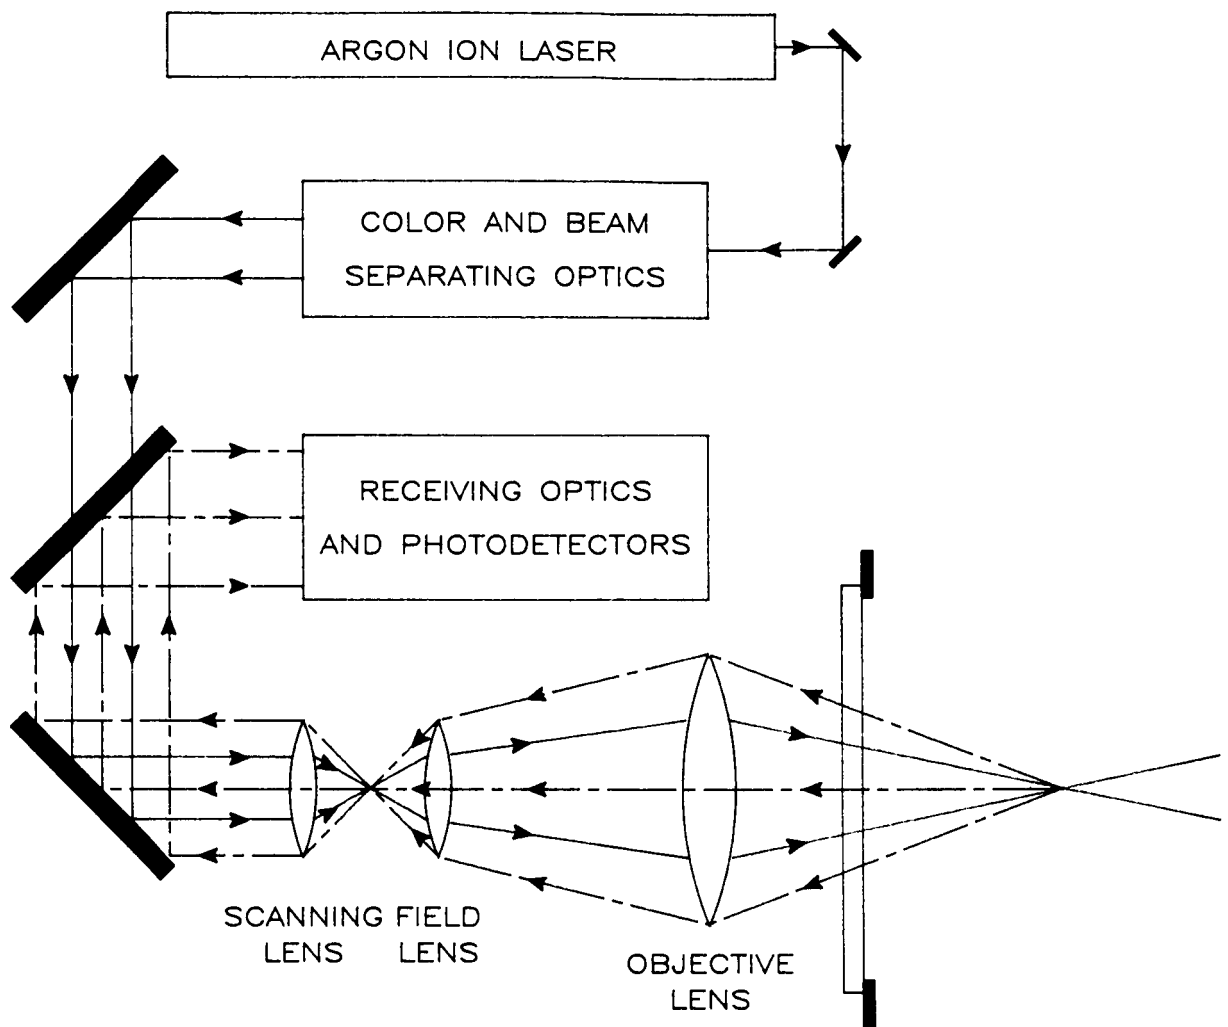 ARGON ION LASER
COLOR AND BEAM
SEPARATING OPTICS
RECEIVING OPTICS
AND PHOTODETECTORS
SCANNING
LENS
FIELD
LENS
OBJECTIVE
LENS